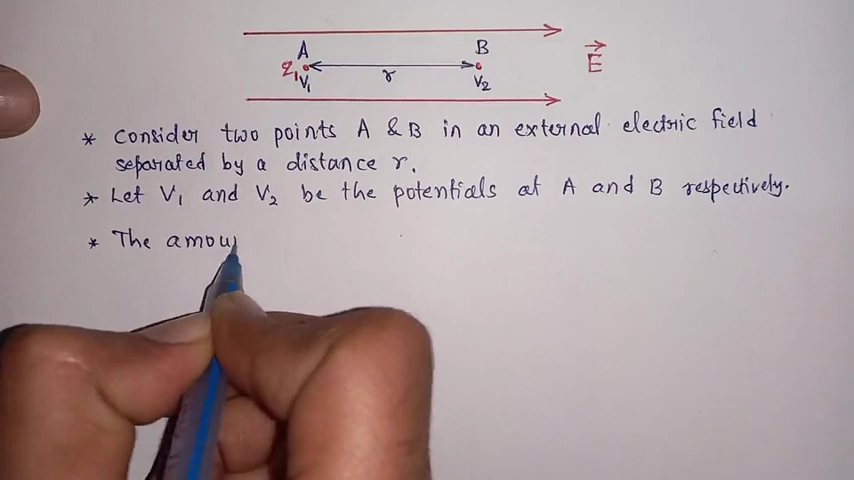 A B
E
q1 r
V1 V2
* Consider two points A & B in an external electric field
separated by a distance r.
* Let V1 and V2 be the potentials at A and B respectively.
* The amou